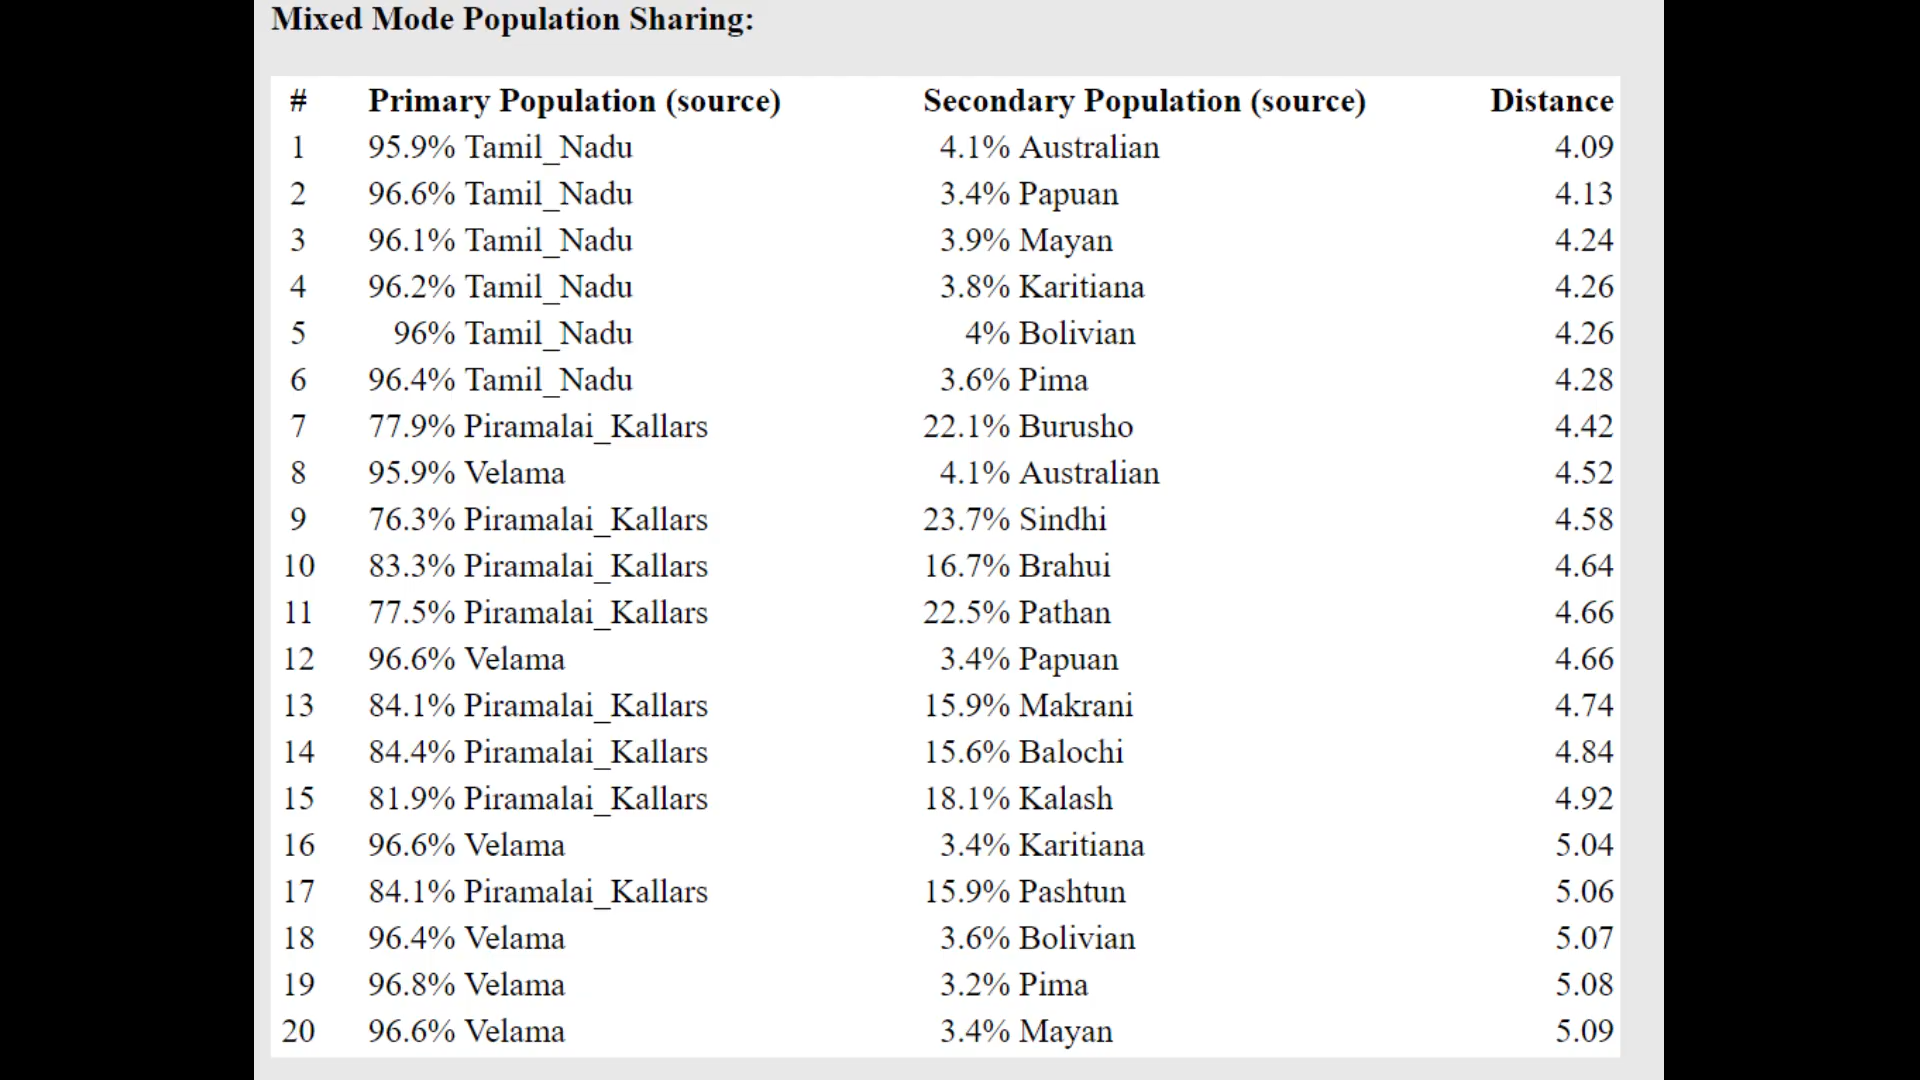 Mixed Mode Population Sharing:
# Primary Population (source) Secondary Population (source) Distance
1 95.9% Tamil_Nadu 4.1% Australian 4.09
2 96.6% Tamil_Nadu 3.4% Papuan 4.13
3 96.1% Tamil_Nadu 3.9% Mayan 4.24
4 96.2% Tamil_Nadu 3.8% Karitiana 4.26
5 96% Tamil_Nadu 4% Bolivian 4.26
6 96.4% Tamil_Nadu 3.6% Pima 4.28
7 77.9% Piramalai_Kallars 22.1% Burusho 4.42
8 95.9% Velama 4.1% Australian 4.52
9 76.3% Piramalai_Kallars 23.7% Sindhi 4.58
10 83.3% Piramalai_Kallars 16.7% Brahui 4.64
11 77.5% Piramalai_Kallars 22.5% Pathan 4.66
12 96.6% Velama 3.4% Papuan 4.66
13 84.1% Piramalai_Kallars 15.9% Makrani 4.74
14 84.4% Piramalai_Kallars 15.6% Balochi 4.84
15 81.9% Piramalai_Kallars 18.1% Kalash 4.92
16 96.6% Velama 3.4% Karitiana 5.04
17 84.1% Piramalai_Kallars 15.9% Pashtun 5.06
18 96.4% Velama 3.6% Bolivian 5.07
19 96.8% Velama 3.2% Pima 5.08
20 96.6% Velama 3.4% Mayan 5.09